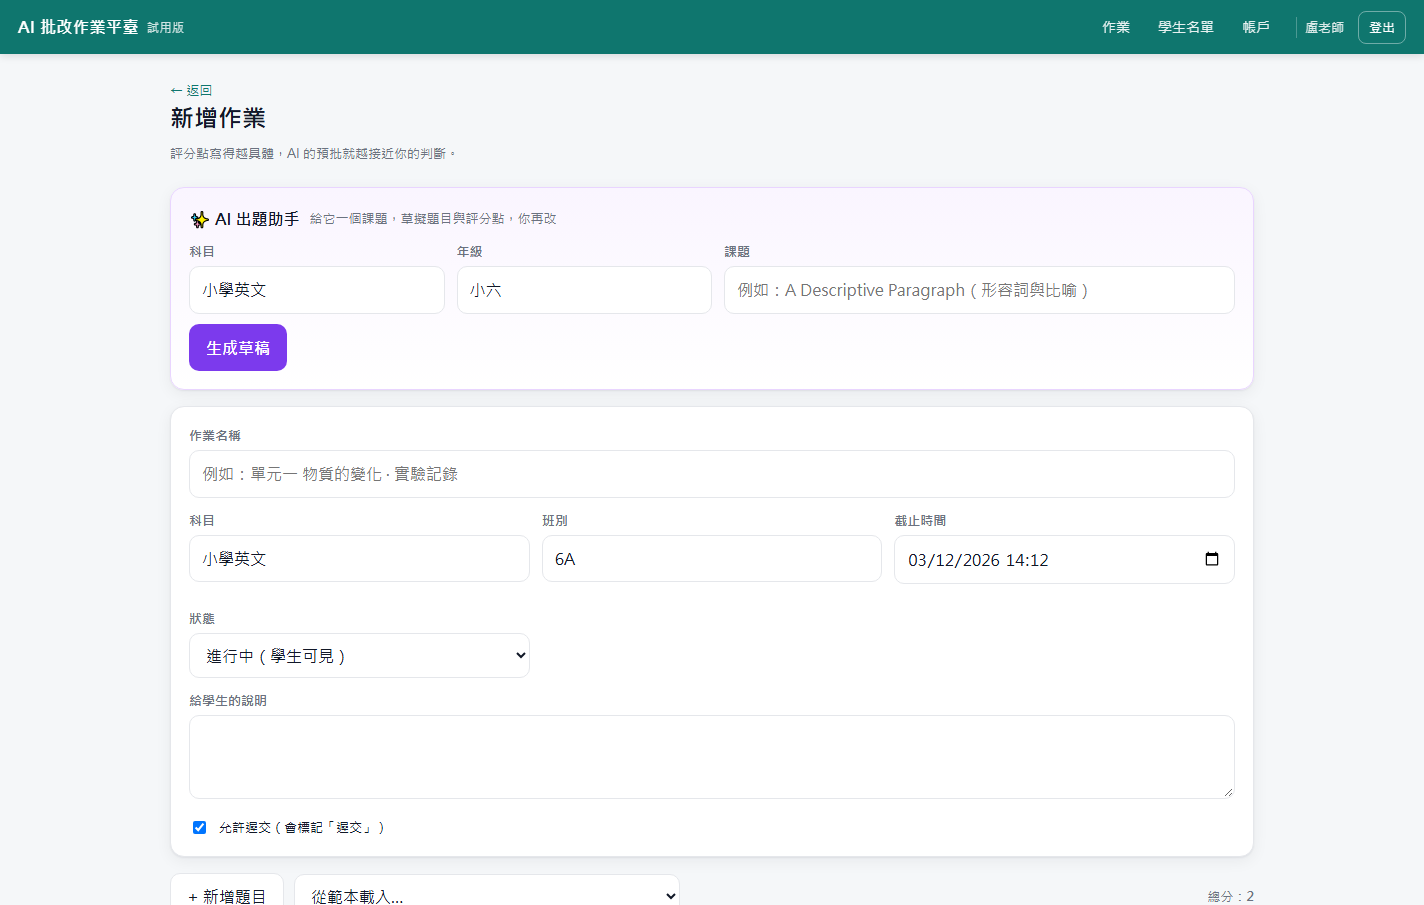 AI 批改作業平臺 試用版
作業 學生名單 帳戶 盧老師 登出
← 返回
新增作業
評分點寫得越具體，AI 的預批就越接近你的判斷。
✨ AI 出題助手 給它一個課題，草擬題目與評分點，你再改
科目 年級 課題
小學英文 小六 例如：A Descriptive Paragraph（形容詞與比喻）
生成草稿
作業名稱
例如：單元一 物質的變化 · 實驗記錄
科目 班別 截止時間
小學英文 6A 03/12/2026 14:12
狀態
進行中（學生可見）
給學生的說明
允許遲交（會標記「遲交」）
+ 新增題目 從範本載入... 總分：2